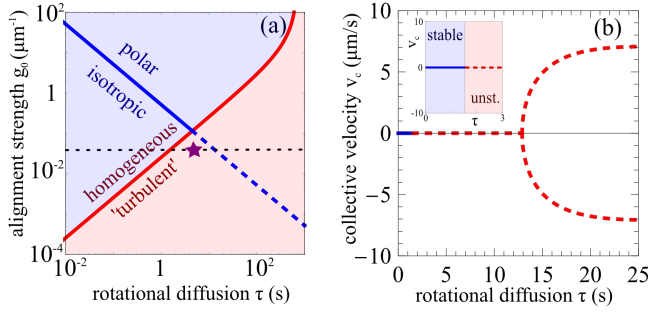 (a)
alignment strength g₀ (μm⁻¹)
10²
1
10⁻²
10⁻⁴
polar
isotropic
homogeneous
'turbulent'
10⁻²
1
10²
rotational diffusion τ (s)
(b)
collective velocity v_c (μm/s)
10
5
0
−5
−10
v_c
10
0
-10
stable
unst.
0
τ
3
0
5
10
15
20
25
rotational diffusion τ (s)